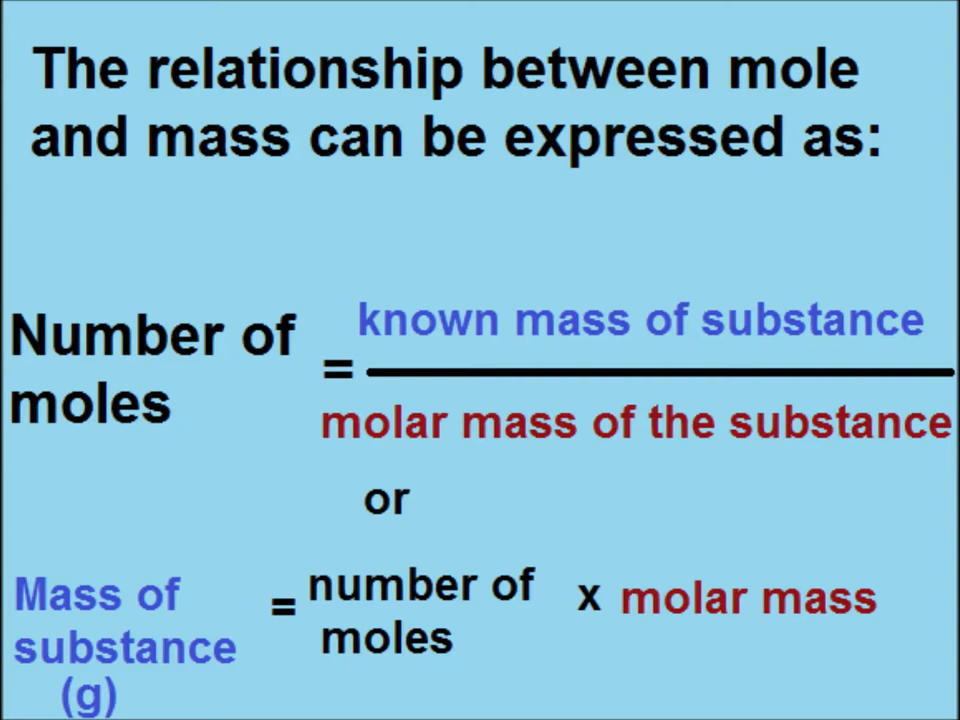 The relationship between mole
and mass can be expressed as:
Number of
moles
=
known mass of substance
molar mass of the substance
or
Mass of
substance
(g)
=
number of
moles
x
molar mass